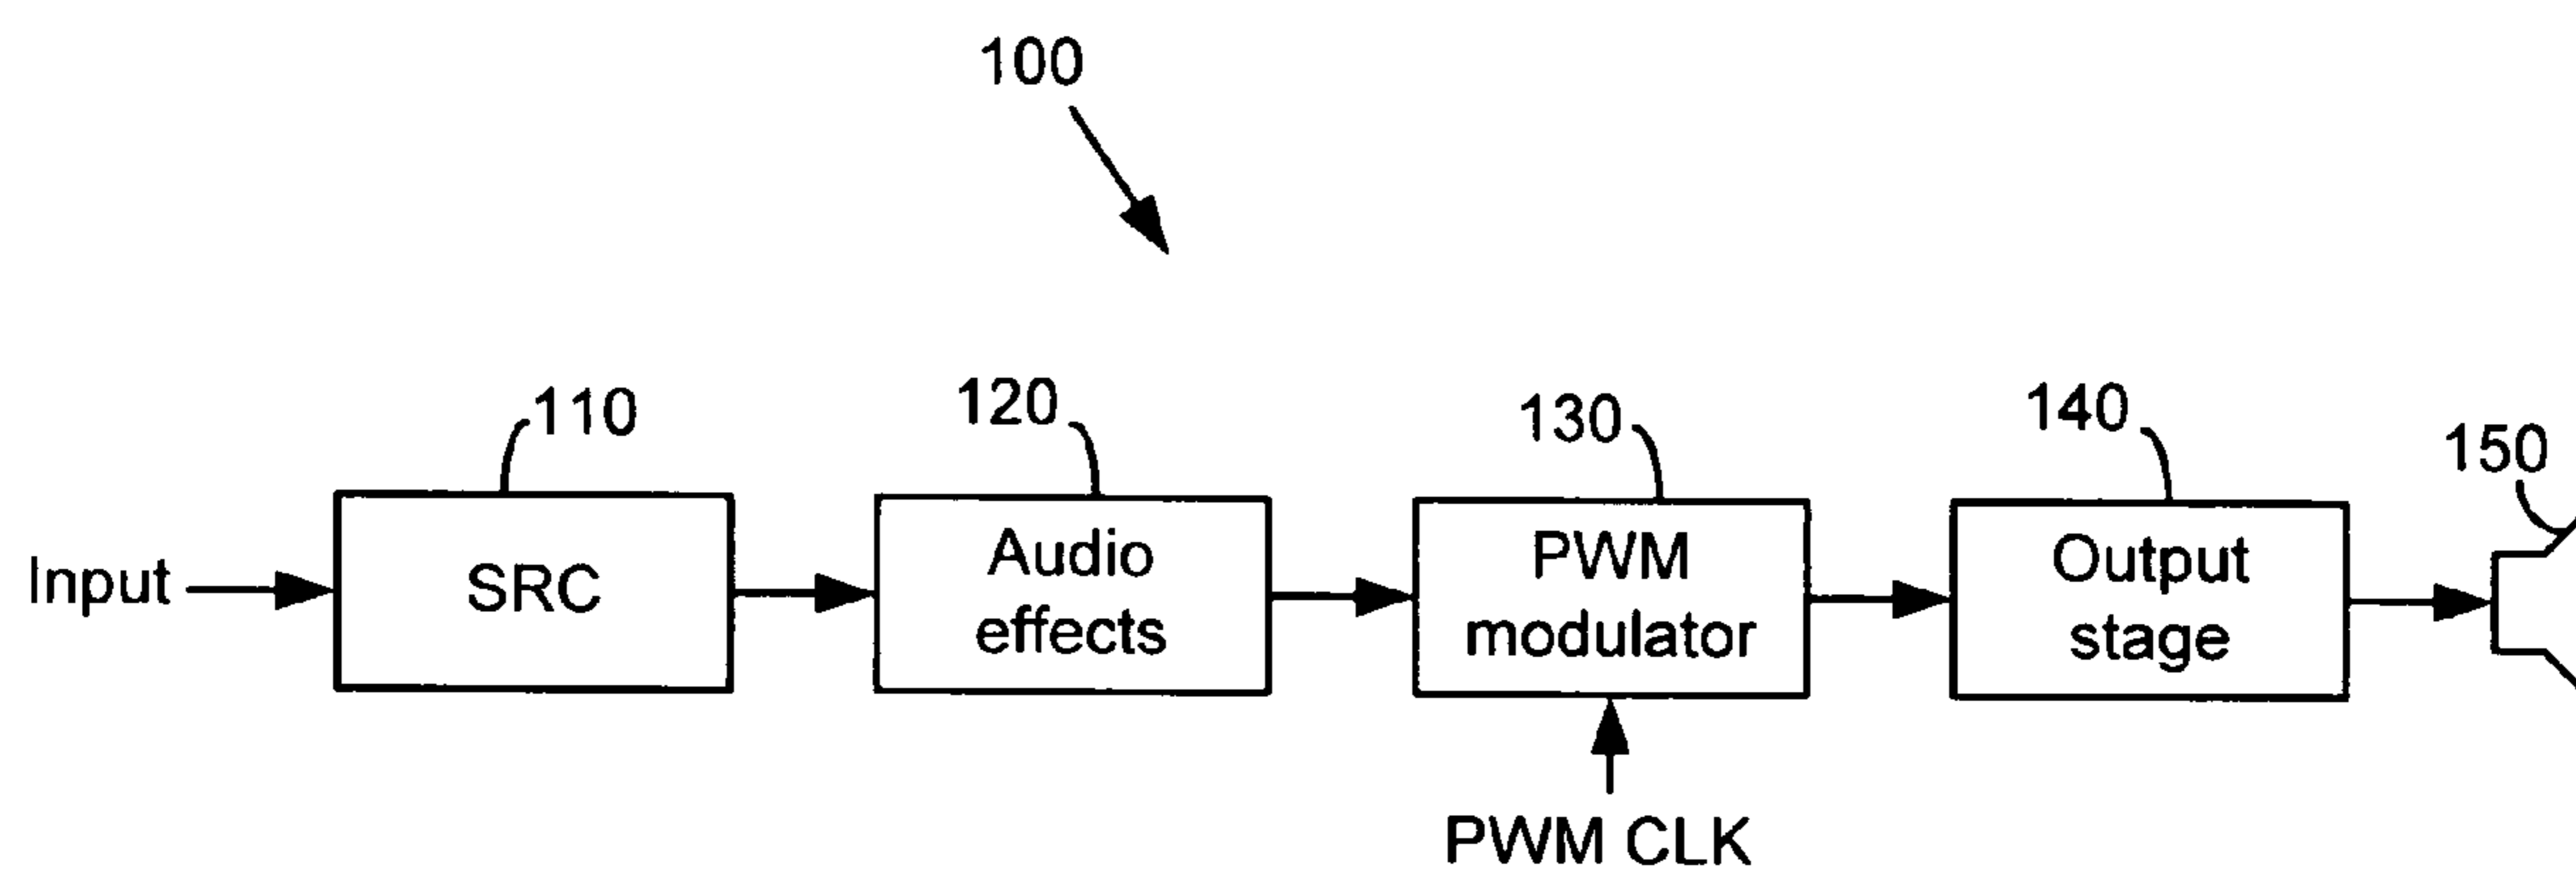 100
110
120
130
140
150
Input
SRC
Audio
effects
PWM
modulator
Output
stage
PWM CLK